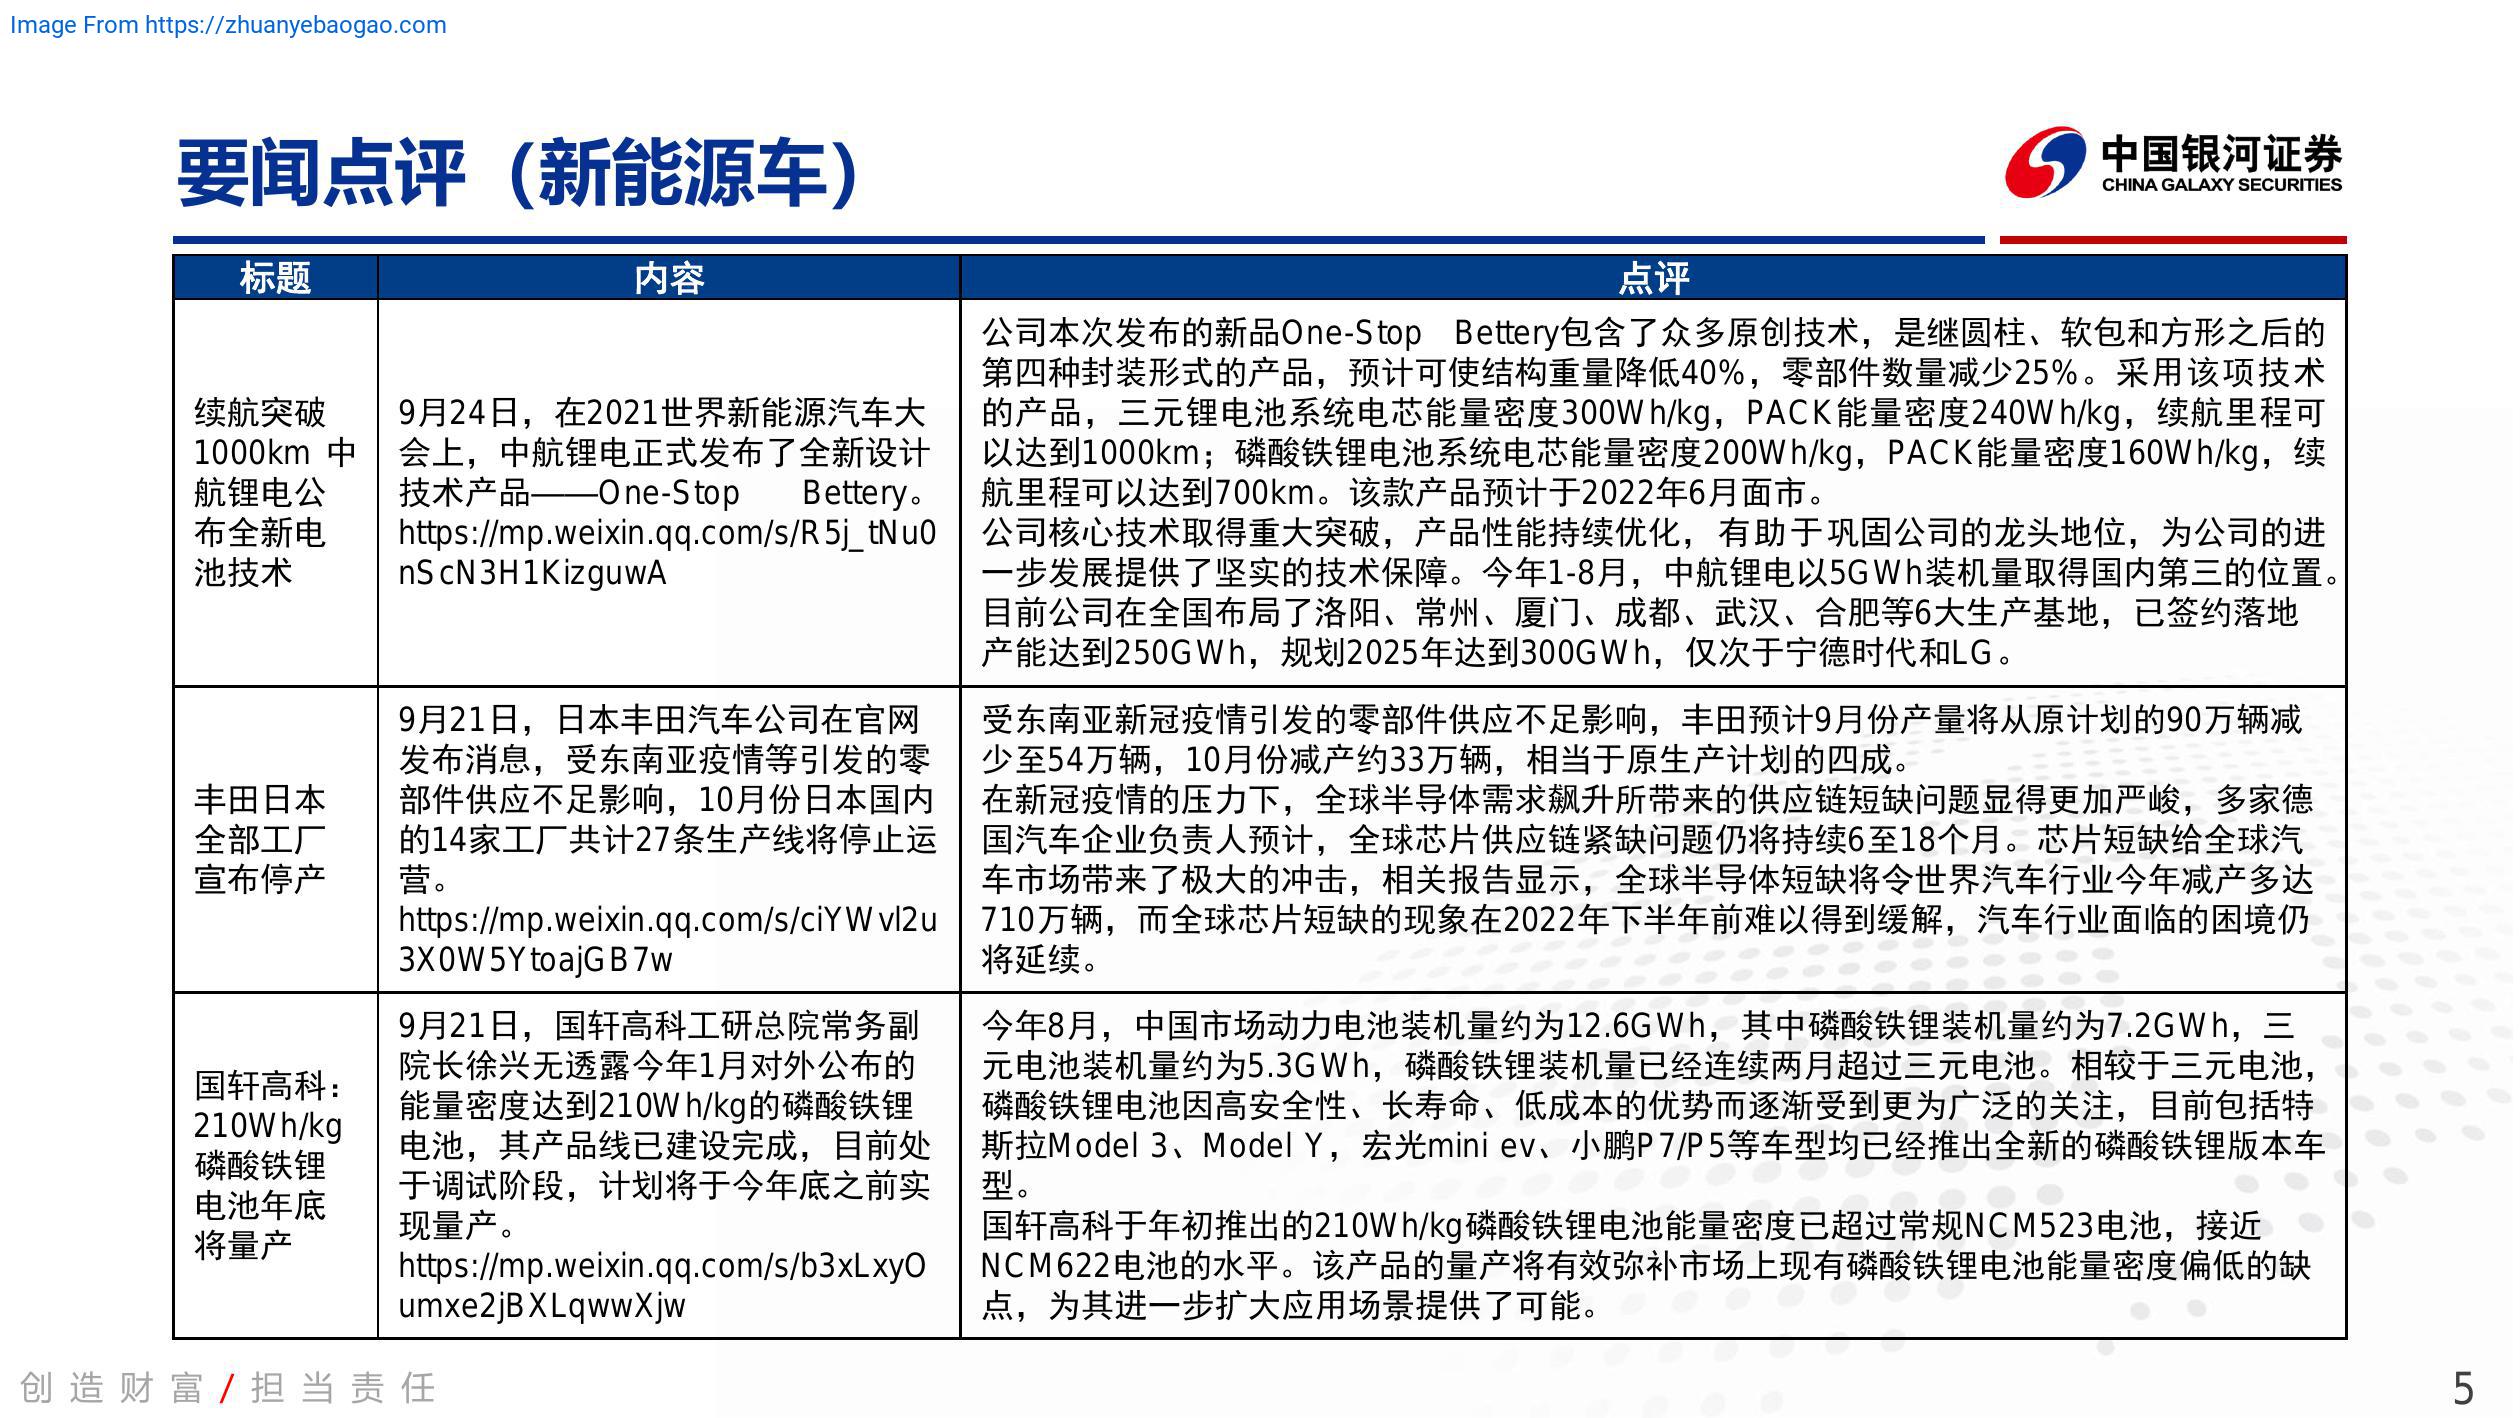 Image From https://zhuanyebaogao.com
要闻点评（新能源车）
中国银河证券
CHINA GALAXY SECURITIES
标题
内容
点评
续航突破
1000km 中
航锂电公
布全新电
池技术
9月24日，在2021世界新能源汽车大
会上，中航锂电正式发布了全新设计
技术产品——One-Stop Bettery。
https://mp.weixin.qq.com/s/R5j_tNu0
nScN3H1KizguwA
公司本次发布的新品One-Stop Bettery包含了众多原创技术，是继圆柱、软包和方形之后的
第四种封装形式的产品，预计可使结构重量降低40%，零部件数量减少25%。采用该项技术
的产品，三元锂电池系统电芯能量密度300Wh/kg，PACK能量密度240Wh/kg，续航里程可
以达到1000km；磷酸铁锂电池系统电芯能量密度200Wh/kg，PACK能量密度160Wh/kg，续
航里程可以达到700km。该款产品预计于2022年6月面市。
公司核心技术取得重大突破，产品性能持续优化，有助于巩固公司的龙头地位，为公司的进
一步发展提供了坚实的技术保障。今年1-8月，中航锂电以5GWh装机量取得国内第三的位置。
目前公司在全国布局了洛阳、常州、厦门、成都、武汉、合肥等6大生产基地，已签约落地
产能达到250GWh，规划2025年达到300GWh，仅次于宁德时代和LG。
丰田日本
全部工厂
宣布停产
9月21日，日本丰田汽车公司在官网
发布消息，受东南亚疫情等引发的零
部件供应不足影响，10月份日本国内
的14家工厂共计27条生产线将停止运
营。
https://mp.weixin.qq.com/s/ciYWvl2u
3X0W5YtoajGB7w
受东南亚新冠疫情引发的零部件供应不足影响，丰田预计9月份产量将从原计划的90万辆减
少至54万辆，10月份减产约33万辆，相当于原生产计划的四成。
在新冠疫情的压力下，全球半导体需求飙升所带来的供应链短缺问题显得更加严峻，多家德
国汽车企业负责人预计，全球芯片供应链紧缺问题仍将持续6至18个月。芯片短缺给全球汽
车市场带来了极大的冲击，相关报告显示，全球半导体短缺将令世界汽车行业今年减产多达
710万辆，而全球芯片短缺的现象在2022年下半年前难以得到缓解，汽车行业面临的困境仍
将延续。
国轩高科：
210Wh/kg
磷酸铁锂
电池年底
将量产
9月21日，国轩高科工研总院常务副
院长徐兴无透露今年1月对外公布的
能量密度达到210Wh/kg的磷酸铁锂
电池，其产品线已建设完成，目前处
于调试阶段，计划将于今年底之前实
现量产。
https://mp.weixin.qq.com/s/b3xLxyO
umxe2jBXLqwwXjw
今年8月，中国市场动力电池装机量约为12.6GWh，其中磷酸铁锂装机量约为7.2GWh，三
元电池装机量约为5.3GWh，磷酸铁锂装机量已经连续两月超过三元电池。相较于三元电池，
磷酸铁锂电池因高安全性、长寿命、低成本的优势而逐渐受到更为广泛的关注，目前包括特
斯拉Model 3、Model Y，宏光mini ev、小鹏P7/P5等车型均已经推出全新的磷酸铁锂版本车
型。
国轩高科于年初推出的210Wh/kg磷酸铁锂电池能量密度已超过常规NCM523电池，接近
NCM622电池的水平。该产品的量产将有效弥补市场上现有磷酸铁锂电池能量密度偏低的缺
点，为其进一步扩大应用场景提供了可能。
创造财富/担当责任
5